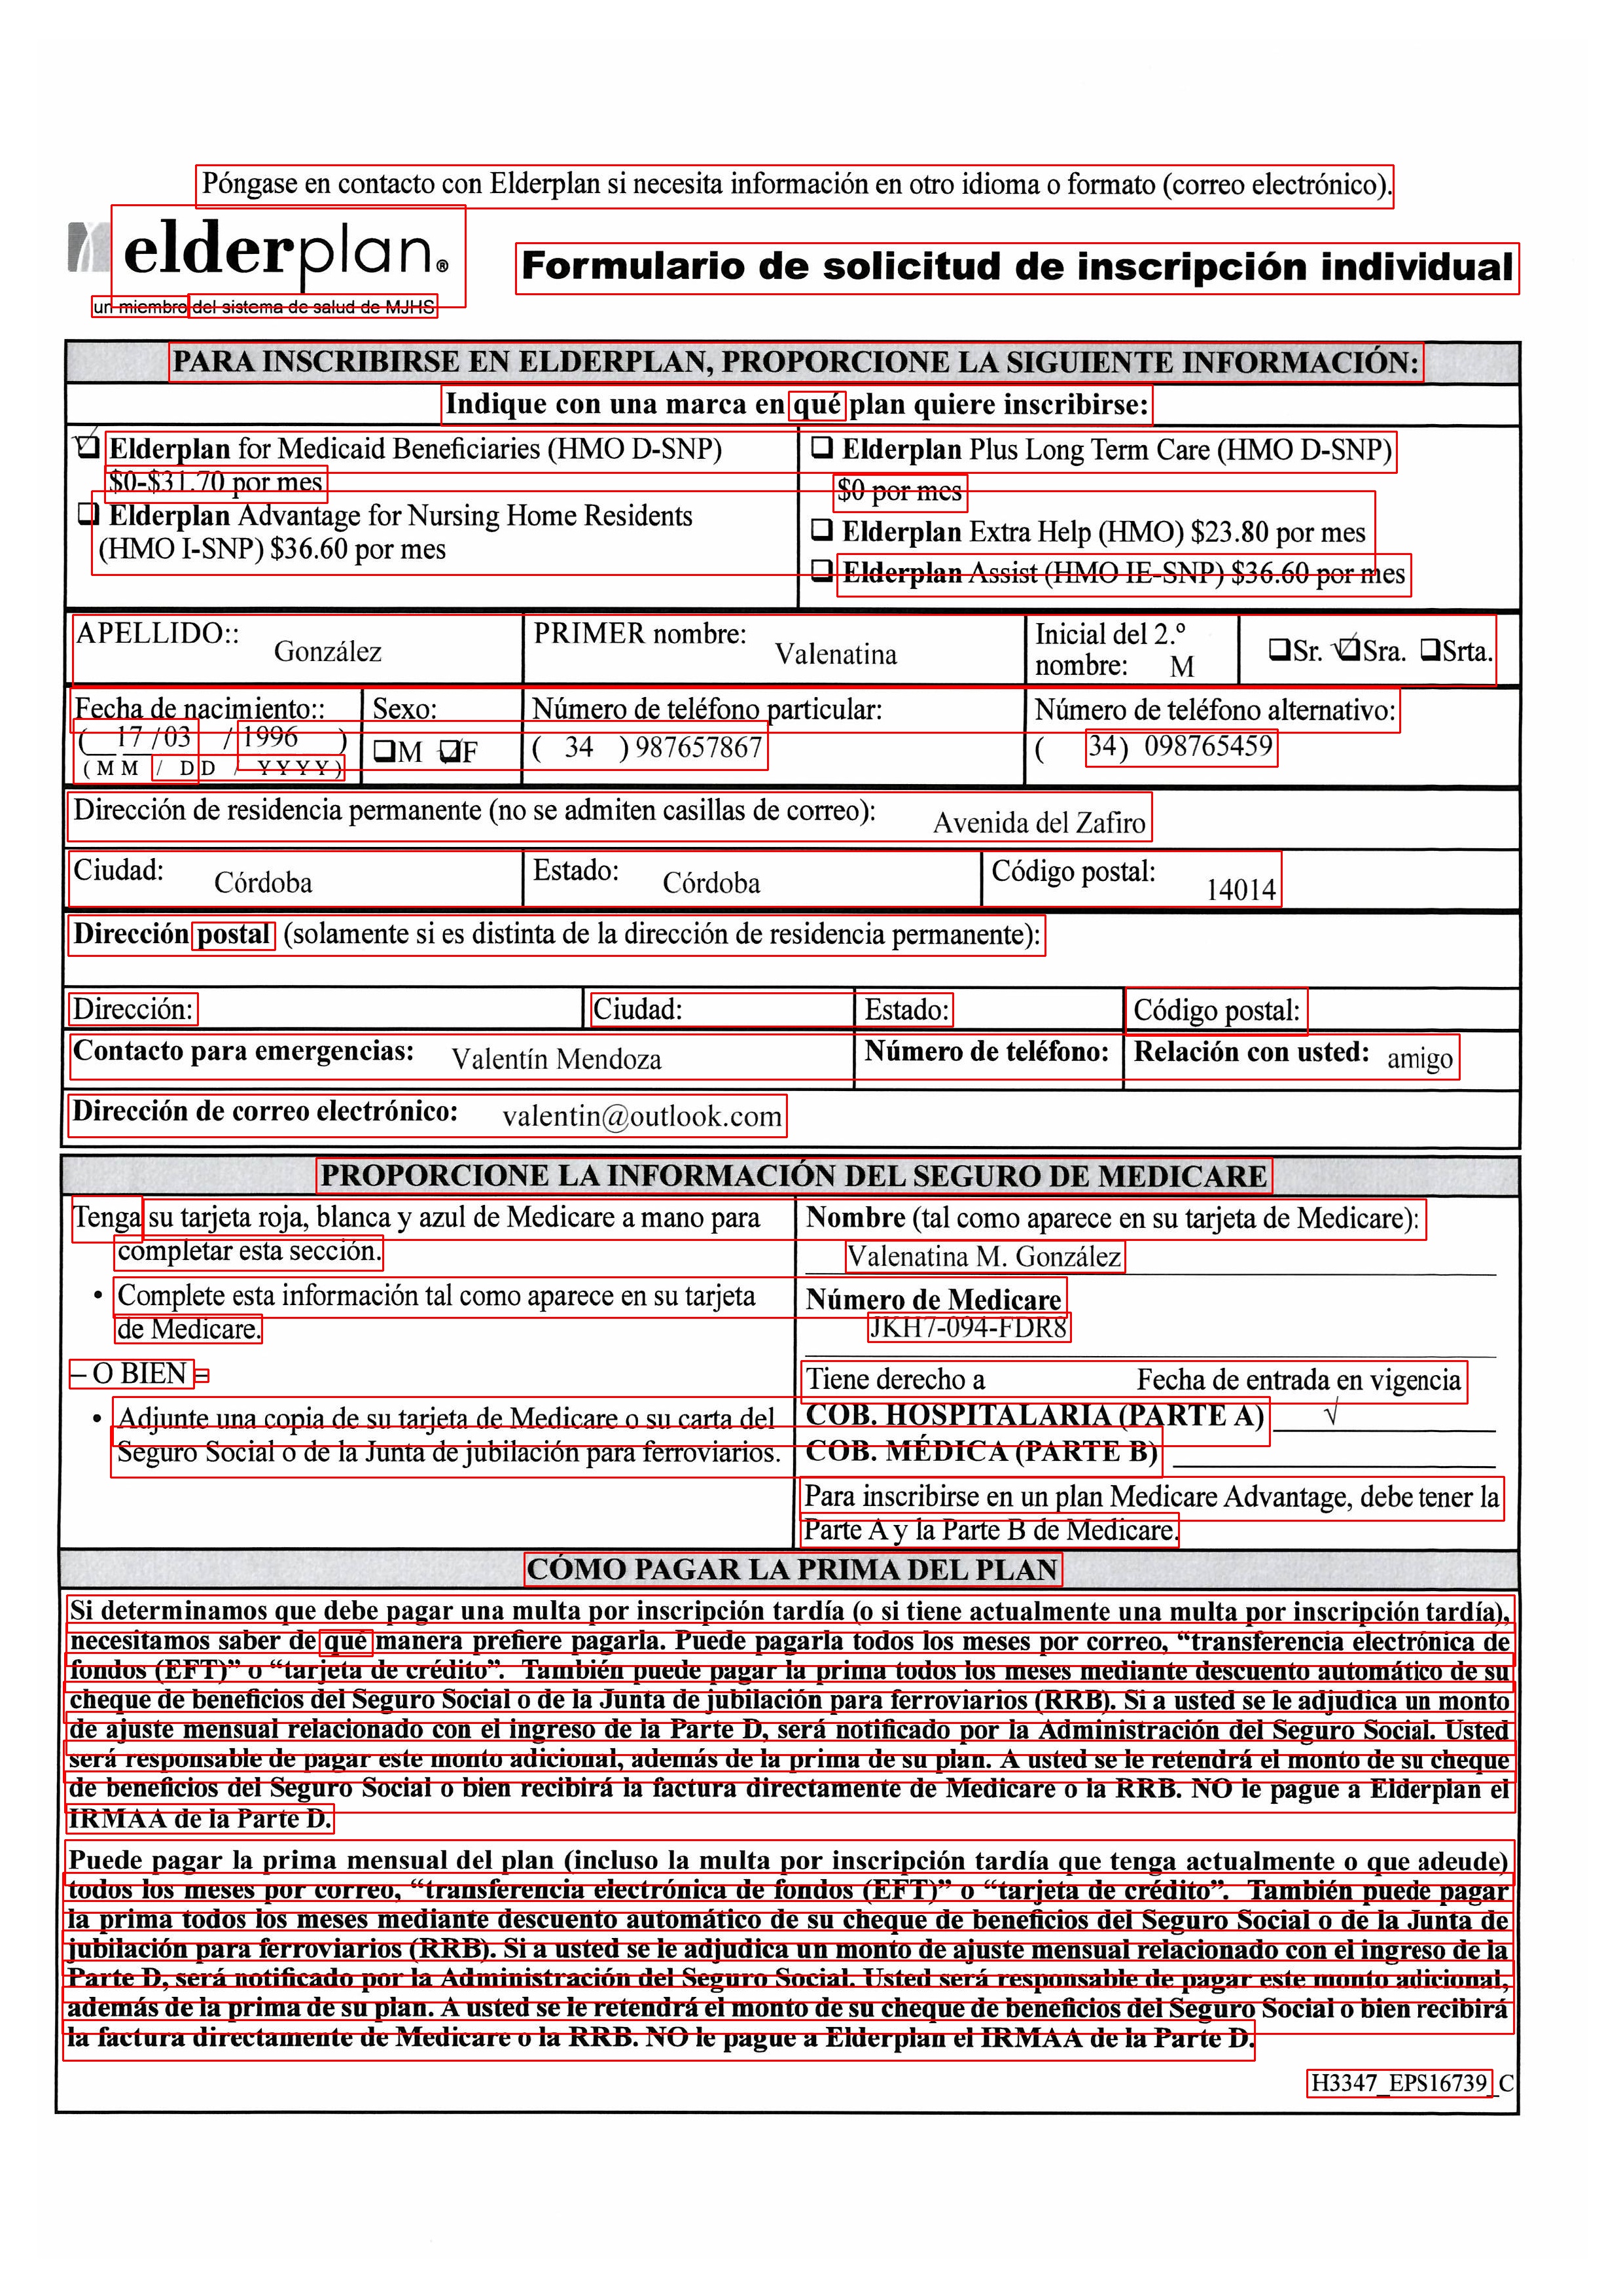 Póngase en contacto con Elderplan si necesita información en otro idioma o formato (correo electrónico).
elderplan®
un miembro del sistema de salud de MJHS
Formulario de solicitud de inscripción individual
PARA INSCRIBIRSE EN ELDERPLAN, PROPORCIONE LA SIGUIENTE INFORMACIÓN:
Indique con una marca en qué plan quiere inscribirse:
Elderplan for Medicaid Beneficiaries (HMO D-SNP)
$0-$31.70 por mes
Elderplan Advantage for Nursing Home Residents
(HMO I-SNP) $36.60 por mes
Elderplan Plus Long Term Care (HMO D-SNP)
$0 por mes
Elderplan Extra Help (HMO) $23.80 por mes
Elderplan Assist (HMO IE-SNP) $36.60 por mes
APELLIDO:: González
PRIMER nombre: Valenatina
Inicial del 2.º
nombre: M
Sr. Sra. Srta.
Fecha de nacimiento::
( 17 / 03 / 1996 )
( M M / D D / Y Y Y Y )
Sexo:
M F
Número de teléfono particular:
( 34 ) 987657867
Número de teléfono alternativo:
( 34) 098765459
Dirección de residencia permanente (no se admiten casillas de correo): Avenida del Zafiro
Ciudad: Córdoba Estado: Córdoba Código postal: 14014
Dirección postal (solamente si es distinta de la dirección de residencia permanente):
Dirección: Ciudad: Estado: Código postal:
Contacto para emergencias: Valentín Mendoza Número de teléfono: Relación con usted: amigo
Dirección de correo electrónico: valentin@outlook.com
PROPORCIONE LA INFORMACIÓN DEL SEGURO DE MEDICARE
Tenga su tarjeta roja, blanca y azul de Medicare a mano para
completar esta sección.
• Complete esta información tal como aparece en su tarjeta
de Medicare.
– O BIEN –
• Adjunte una copia de su tarjeta de Medicare o su carta del
Seguro Social o de la Junta de jubilación para ferroviarios.
Nombre (tal como aparece en su tarjeta de Medicare):
Valenatina M. González
Número de Medicare
JKH7-094-FDR8
Tiene derecho a Fecha de entrada en vigencia
COB. HOSPITALARIA (PARTE A) √
COB. MÉDICA (PARTE B)
Para inscribirse en un plan Medicare Advantage, debe tener la
Parte A y la Parte B de Medicare.
CÓMO PAGAR LA PRIMA DEL PLAN
Si determinamos que debe pagar una multa por inscripción tardía (o si tiene actualmente una multa por inscripción tardía),
necesitamos saber de qué manera prefiere pagarla. Puede pagarla todos los meses por correo, “transferencia electrónica de
fondos (EFT)” o “tarjeta de crédito”. También puede pagar la prima todos los meses mediante descuento automático de su
cheque de beneficios del Seguro Social o de la Junta de jubilación para ferroviarios (RRB). Si a usted se le adjudica un monto
de ajuste mensual relacionado con el ingreso de la Parte D, será notificado por la Administración del Seguro Social. Usted
será responsable de pagar este monto adicional, además de la prima de su plan. A usted se le retendrá el monto de su cheque
de beneficios del Seguro Social o bien recibirá la factura directamente de Medicare o la RRB. NO le pague a Elderplan el
IRMAA de la Parte D.
Puede pagar la prima mensual del plan (incluso la multa por inscripción tardía que tenga actualmente o que adeude)
todos los meses por correo, “transferencia electrónica de fondos (EFT)” o “tarjeta de crédito”. También puede pagar
la prima todos los meses mediante descuento automático de su cheque de beneficios del Seguro Social o de la Junta de
jubilación para ferroviarios (RRB). Si a usted se le adjudica un monto de ajuste mensual relacionado con el ingreso de la
Parte D, será notificado por la Administración del Seguro Social. Usted será responsable de pagar este monto adicional,
además de la prima de su plan. A usted se le retendrá el monto de su cheque de beneficios del Seguro Social o bien recibirá
la factura directamente de Medicare o la RRB. NO le pague a Elderplan el IRMAA de la Parte D.
H3347_EPS16739_C